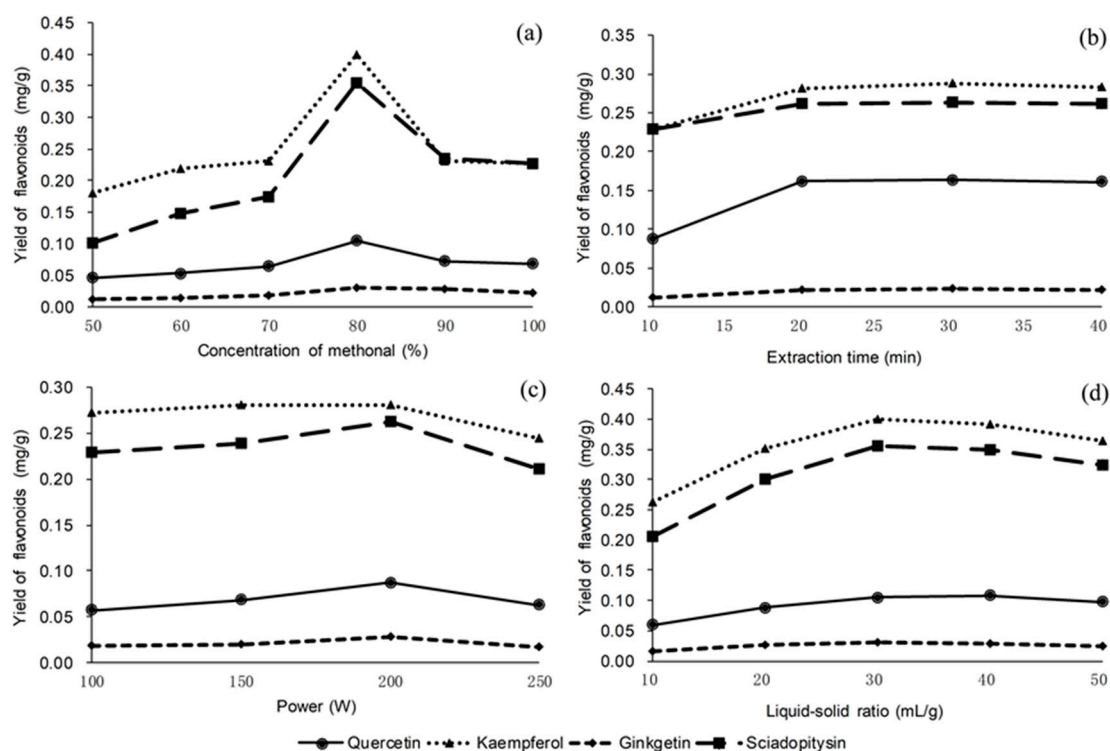 (a)
Yield of flavonoids (mg/g)
0.45
0.40
0.35
0.30
0.25
0.20
0.15
0.10
0.05
0.00
50 60 70 80 90 100
Concentration of methonal (%)
(b)
Yield of flavonoids (mg/g)
0.35
0.30
0.25
0.20
0.15
0.10
0.05
0.00
10 15 20 25 30 35 40
Extraction time (min)
(c)
Yield of flavonoids (mg/g)
0.30
0.25
0.20
0.15
0.10
0.05
0.00
100 150 200 250
Power (W)
(d)
Yield of flavonoids (mg/g)
0.45
0.40
0.35
0.30
0.25
0.20
0.15
0.10
0.05
0.00
10 20 30 40 50
Liquid-solid ratio (mL/g)
Quercetin Kaempferol Ginkgetin Sciadopitysin